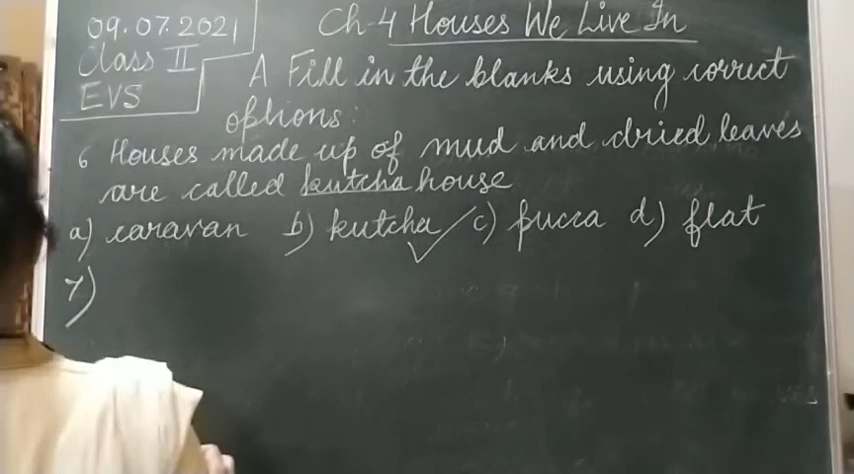 09.07.2021
Class II
EVS
Ch-4 Houses We Live In
A Fill in the blanks using correct
options:
6 Houses made up of mud and dried leaves
are called kutcha house
a) caravan b) kutcha ✓ c) pucca d) flat
7)